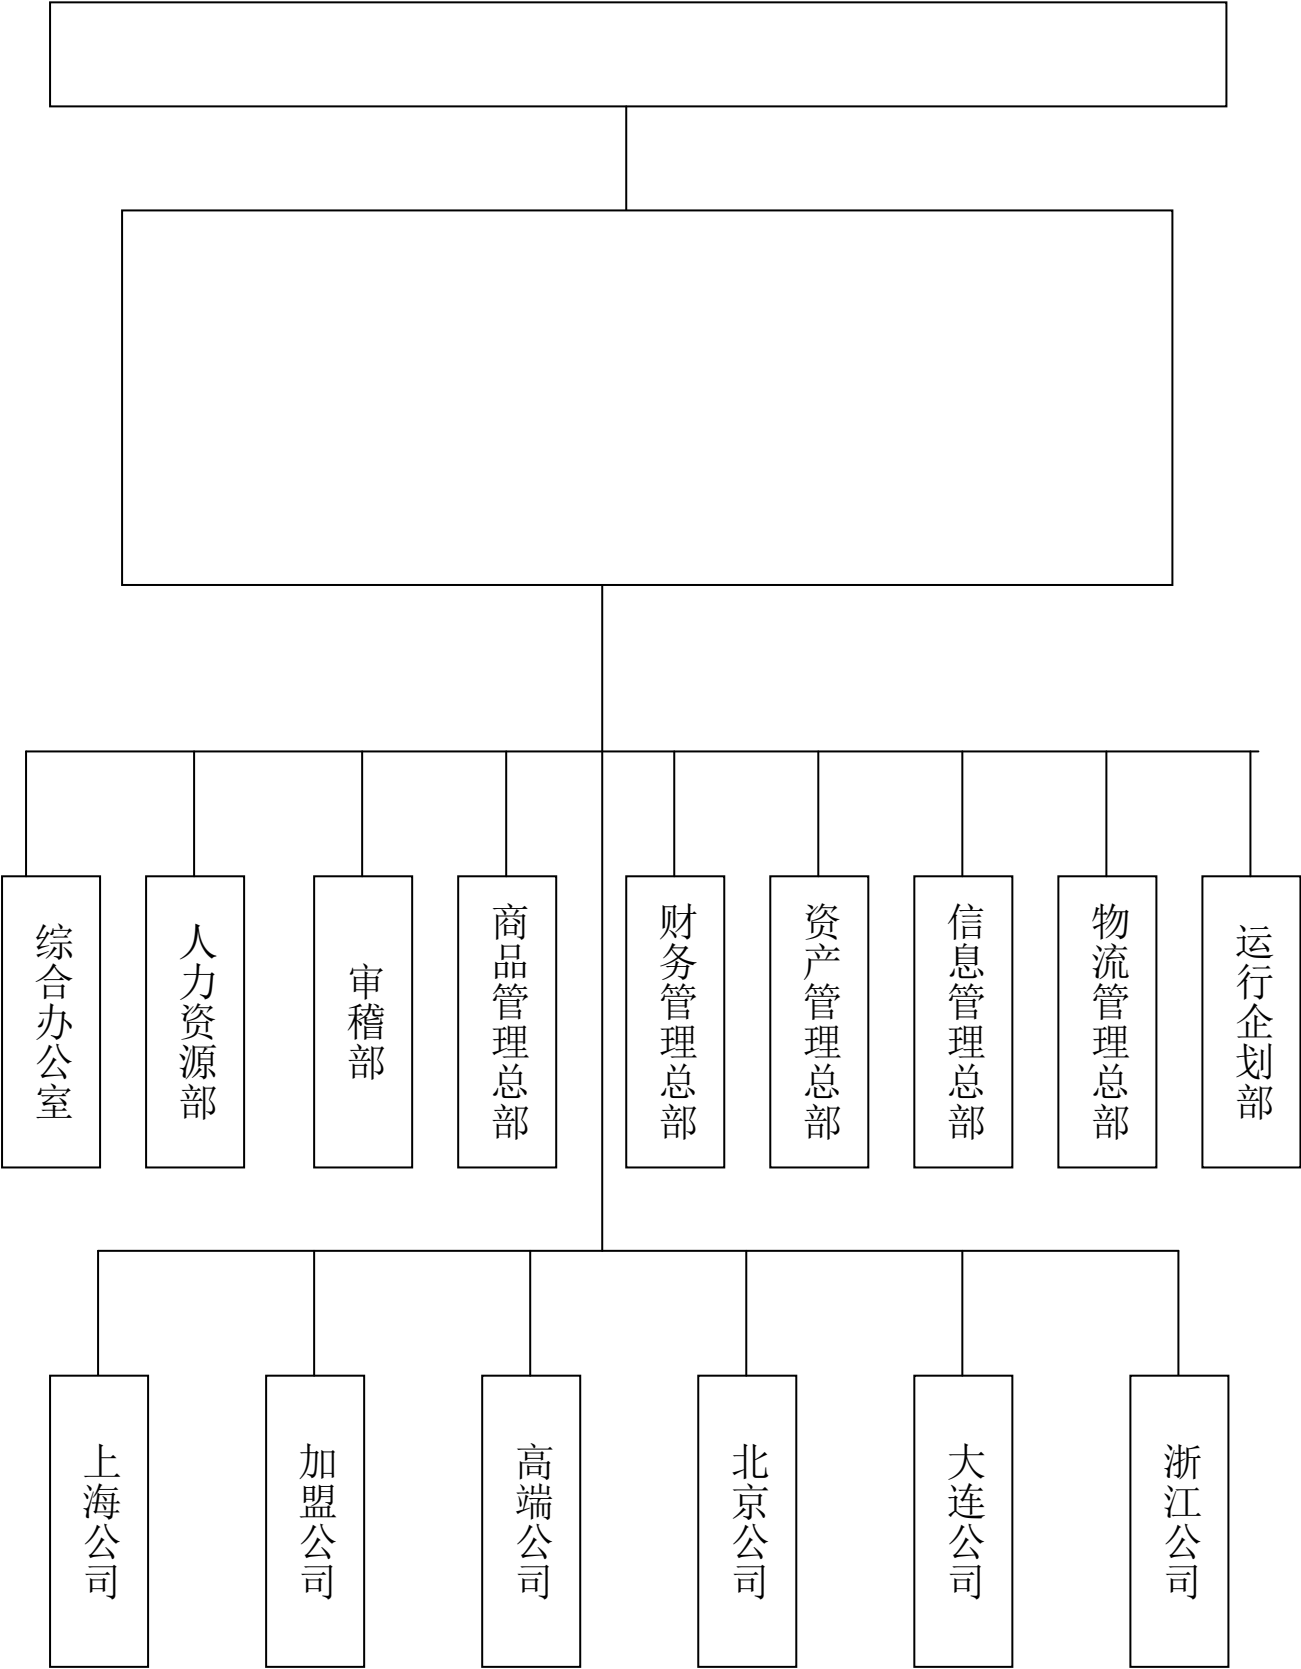 综合办公室
人力资源部
审稽部
商品管理总部
财务管理总部
资产管理总部
信息管理总部
物流管理总部
运行企划部
上海公司
加盟公司
高端公司
北京公司
大连公司
浙江公司